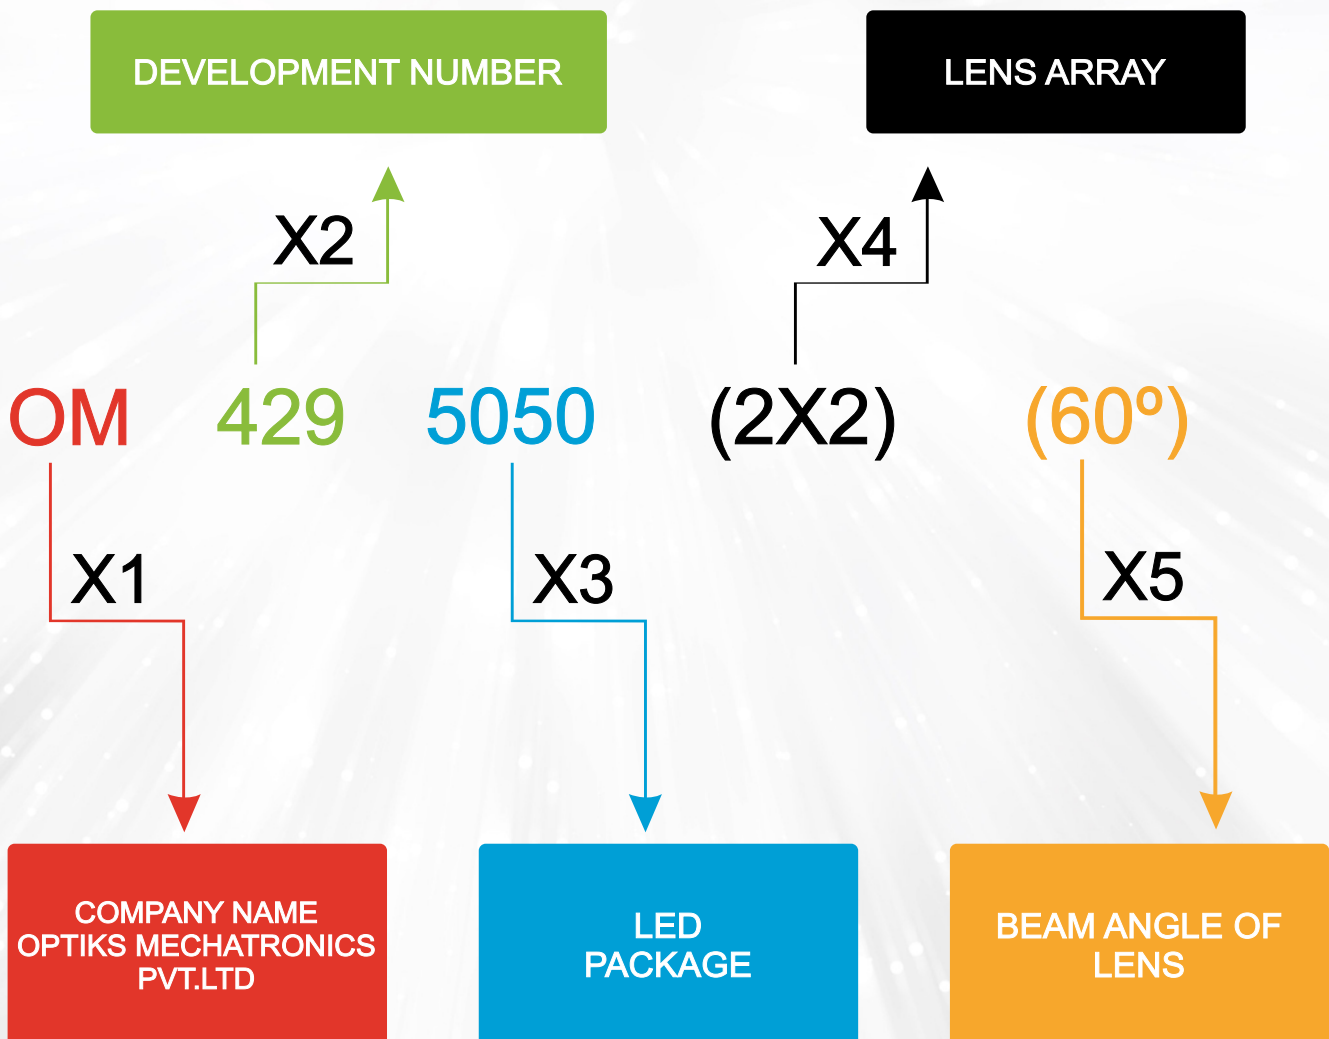 DEVELOPMENT NUMBER
LENS ARRAY
X2
X4
OM 429 5050 (2X2) (60º)
X1
X3
X5
COMPANY NAME
OPTIKS MECHATRONICS
PVT.LTD
LED
PACKAGE
BEAM ANGLE OF
LENS